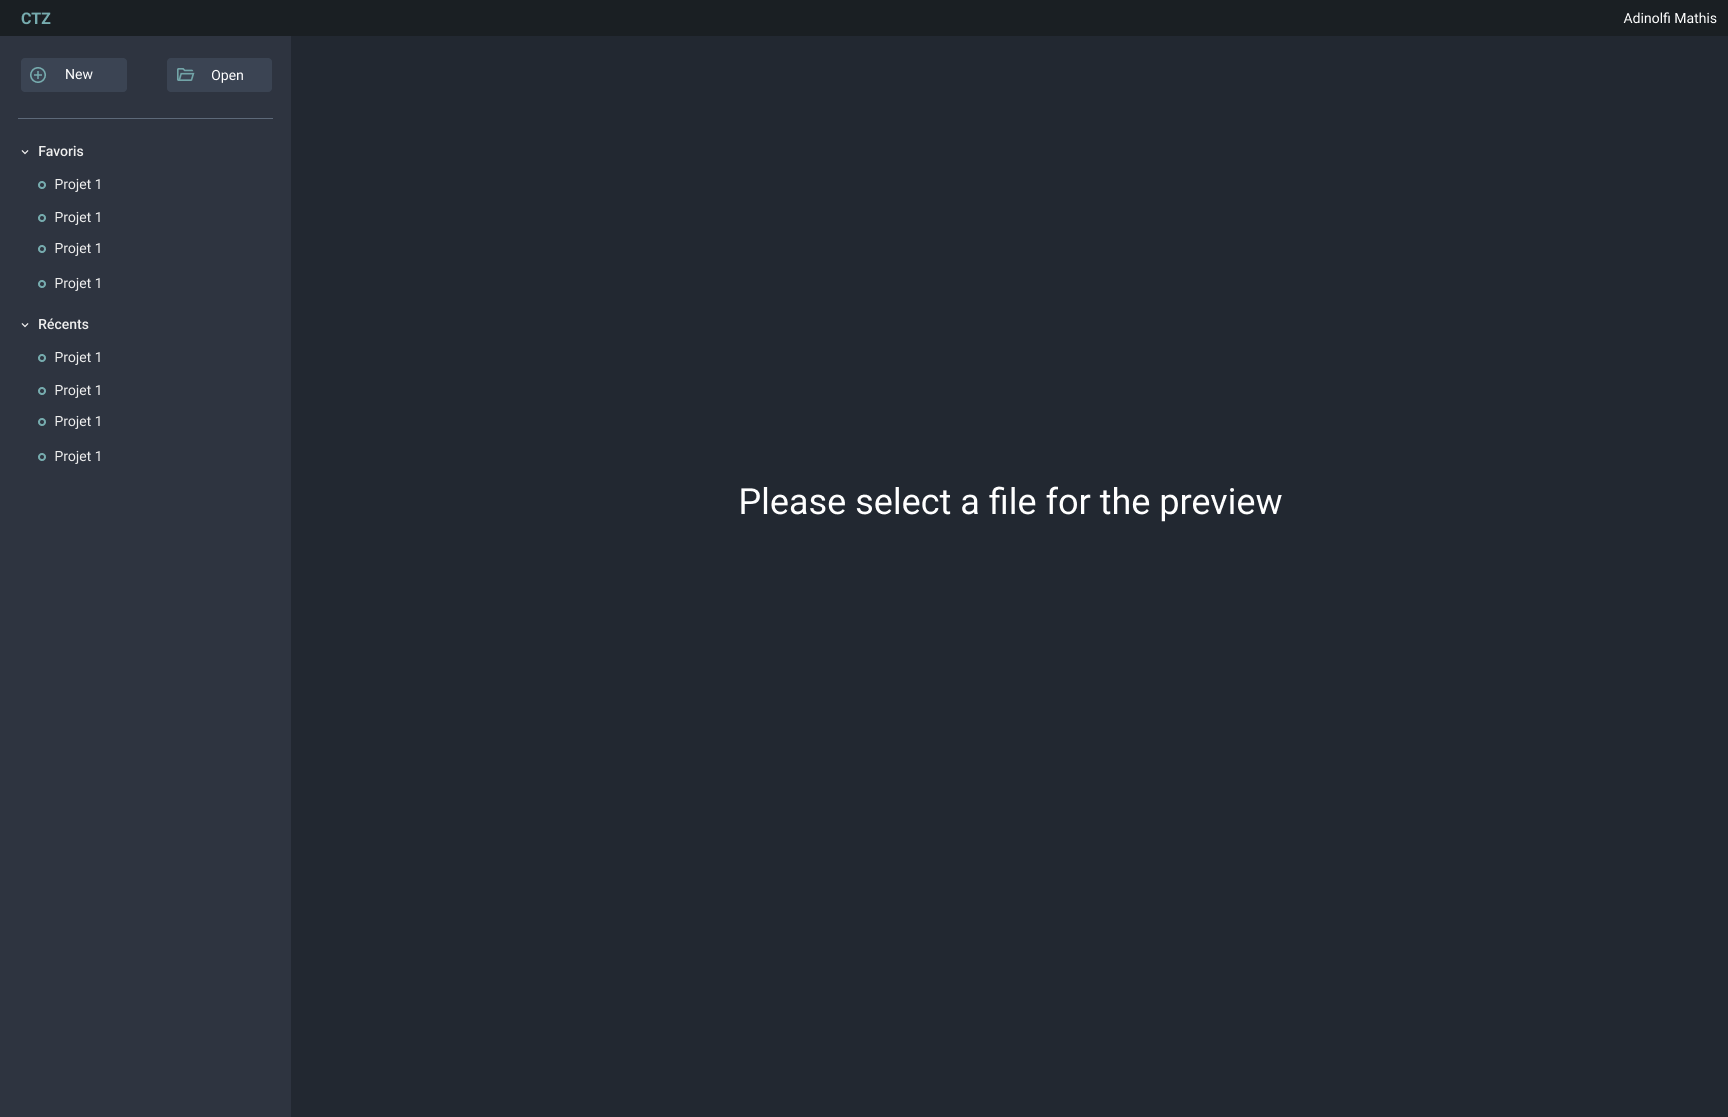 CTZ
Adinolfi Mathis
New
Open
Favoris
Projet 1
Projet 1
Projet 1
Projet 1
Récents
Projet 1
Projet 1
Projet 1
Projet 1
Please select a file for the preview